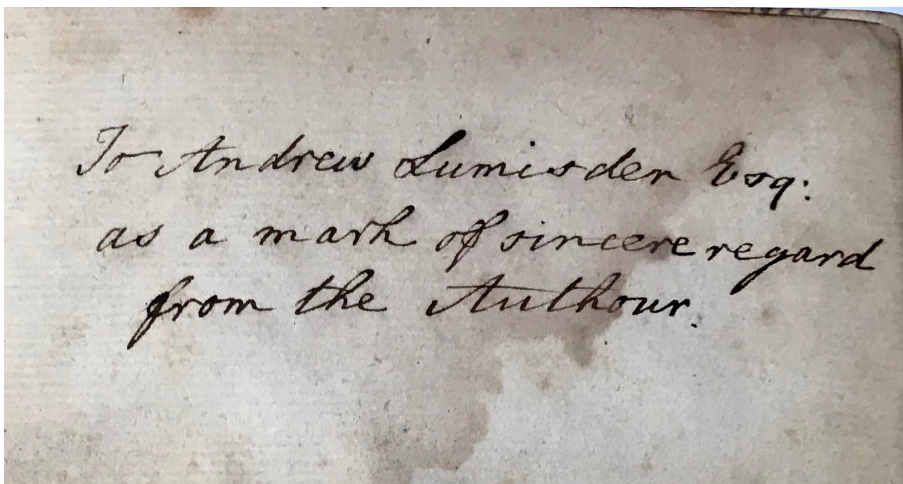 To Andrew Lumisden Esq:
as a mark of sincere regard
from the Authour.